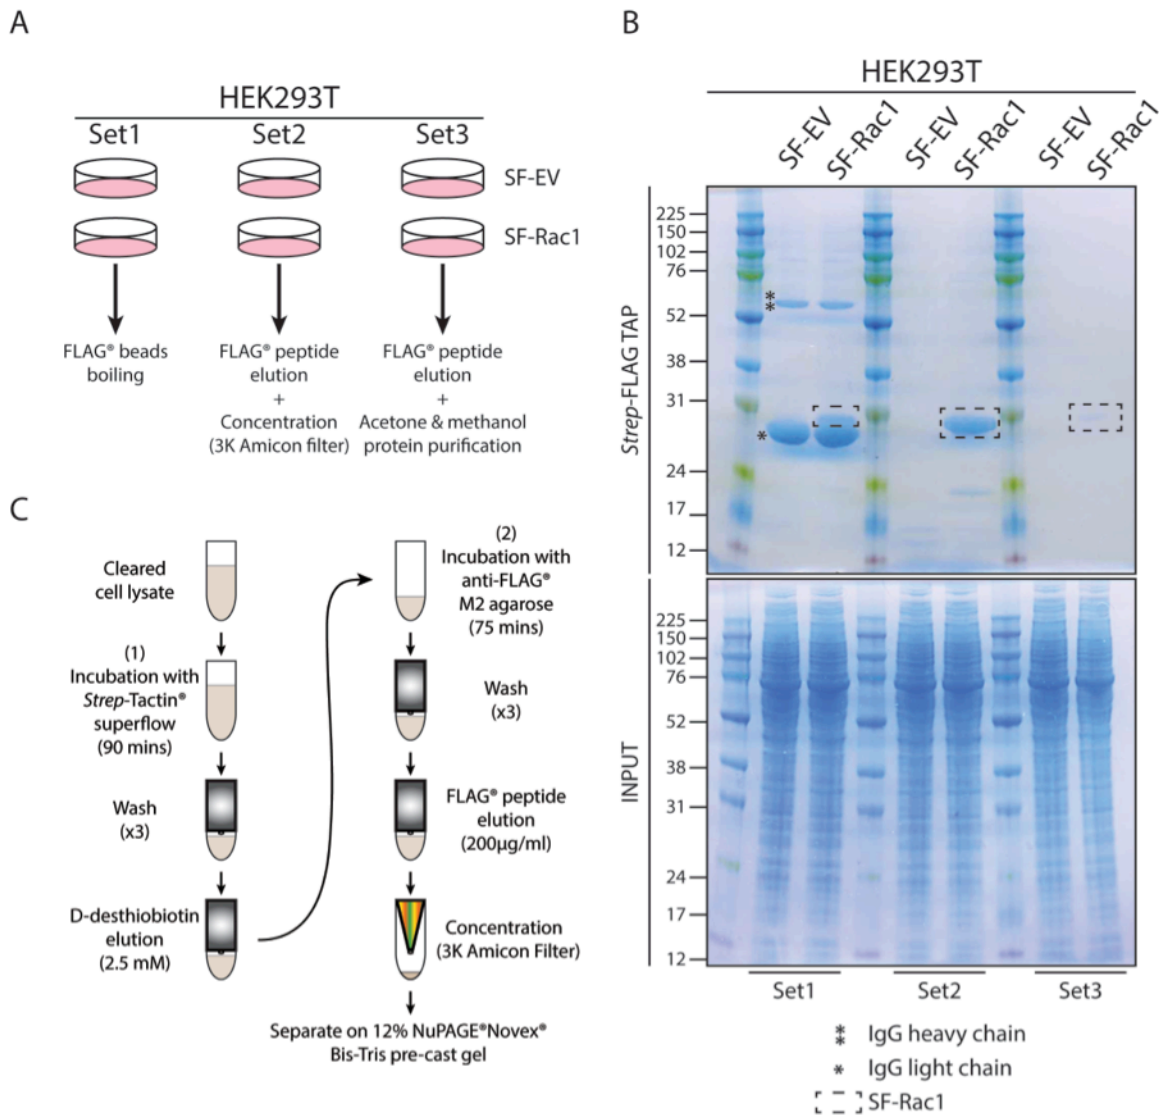 A
HEK293T
Set1 Set2 Set3
SF-EV
SF-Rac1
FLAG® beads
boiling
FLAG® peptide
elution
+
Concentration
(3K Amicon filter)
FLAG® peptide
elution
+
Acetone & methanol
protein purification
B
HEK293T
SF-EV SF-Rac1 SF-EV SF-Rac1 SF-EV SF-Rac1
Strep-FLAG TAP
225
150
102
76
**
52
38
31
*
24
17
12
INPUT
225
150
102
76
52
38
31
24
17
12
Set1 Set2 Set3
** IgG heavy chain
* IgG light chain
SF-Rac1
C
Cleared
cell lysate
(1)
Incubation with
Strep-Tactin®
superflow
(90 mins)
Wash
(x3)
D-desthiobiotin
elution
(2.5 mM)
(2)
Incubation with
anti-FLAG®
M2 agarose
(75 mins)
Wash
(x3)
FLAG® peptide
elution
(200µg/ml)
Concentration
(3K Amicon Filter)
Separate on 12% NuPAGE®Novex®
Bis-Tris pre-cast gel